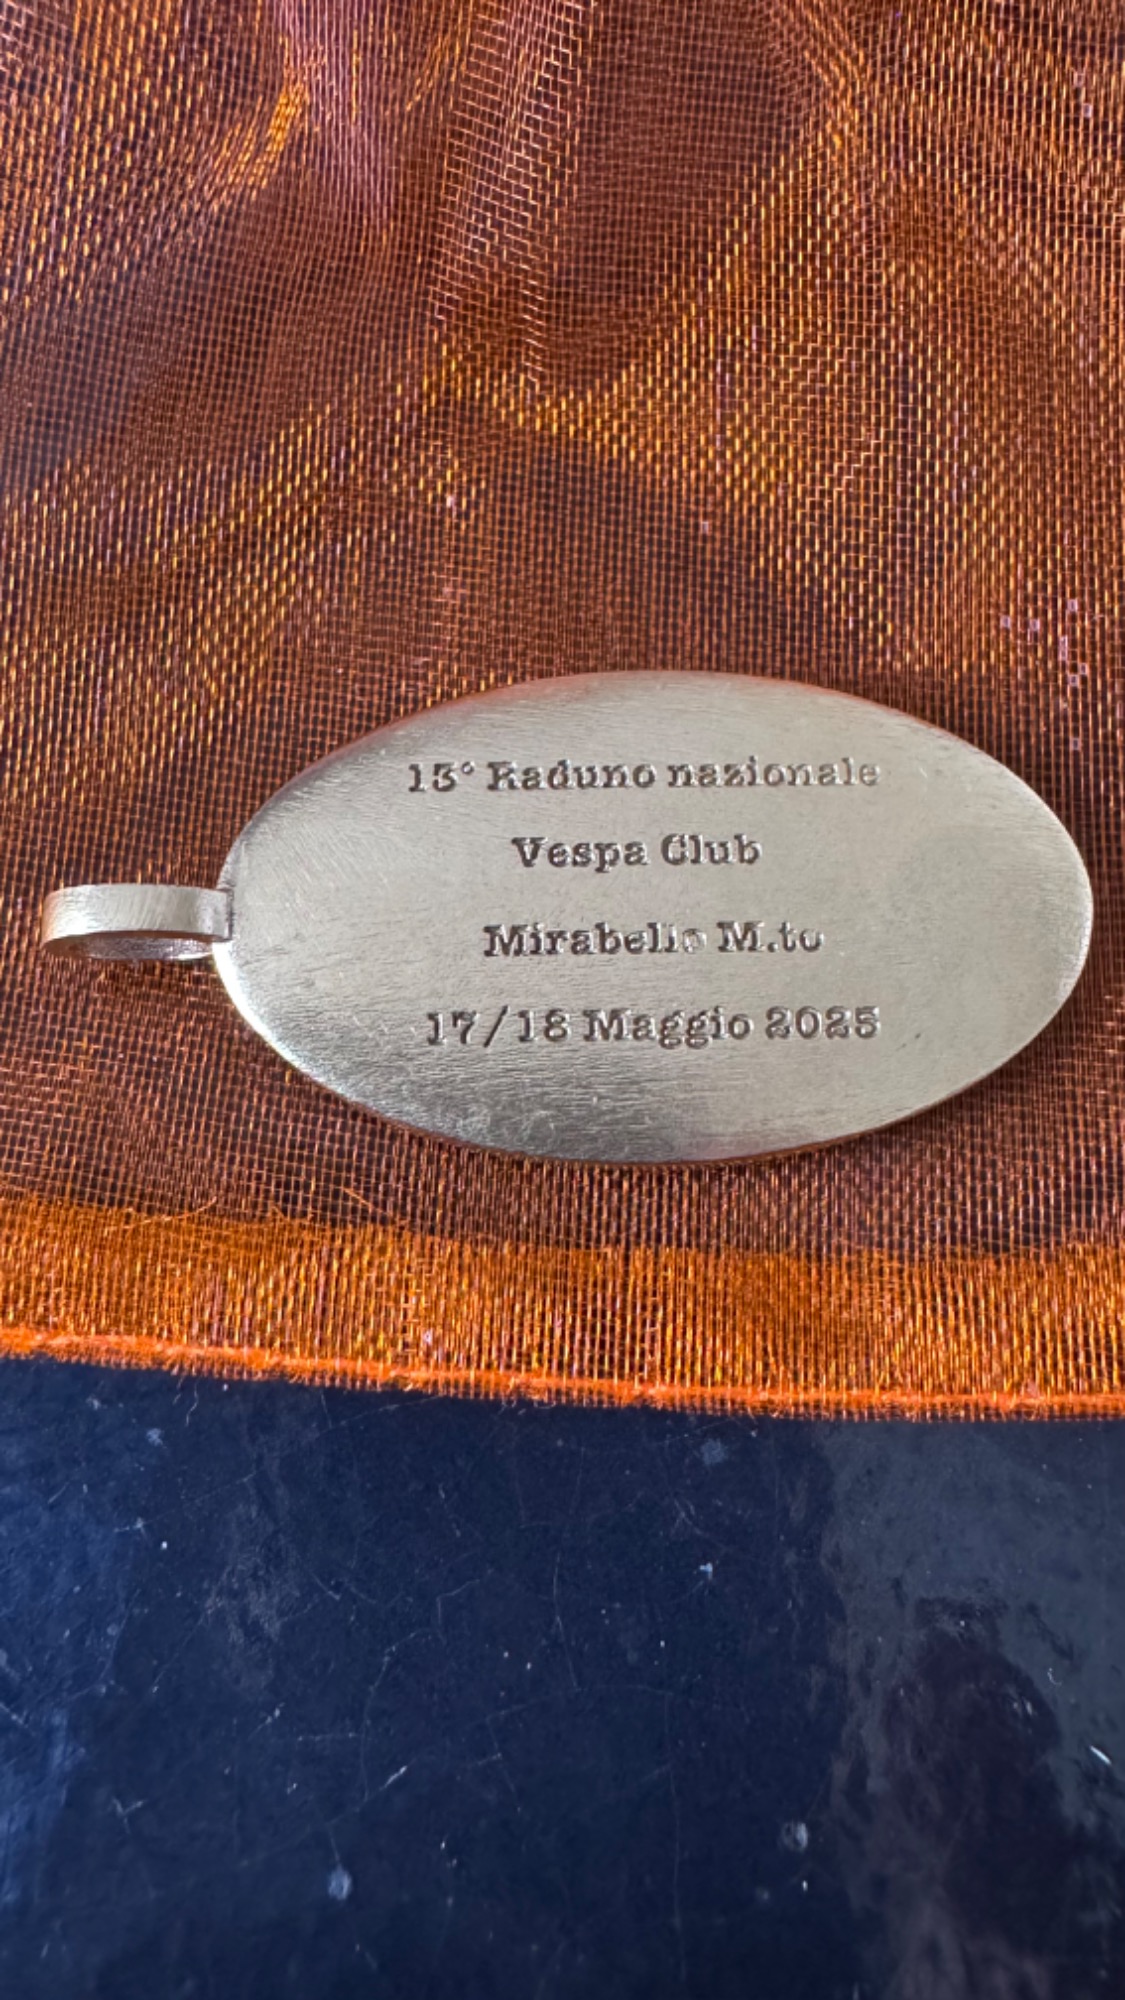 13° Raduno nazionale
Vespa Club
Mirabello M.to
17/18 Maggio 2025